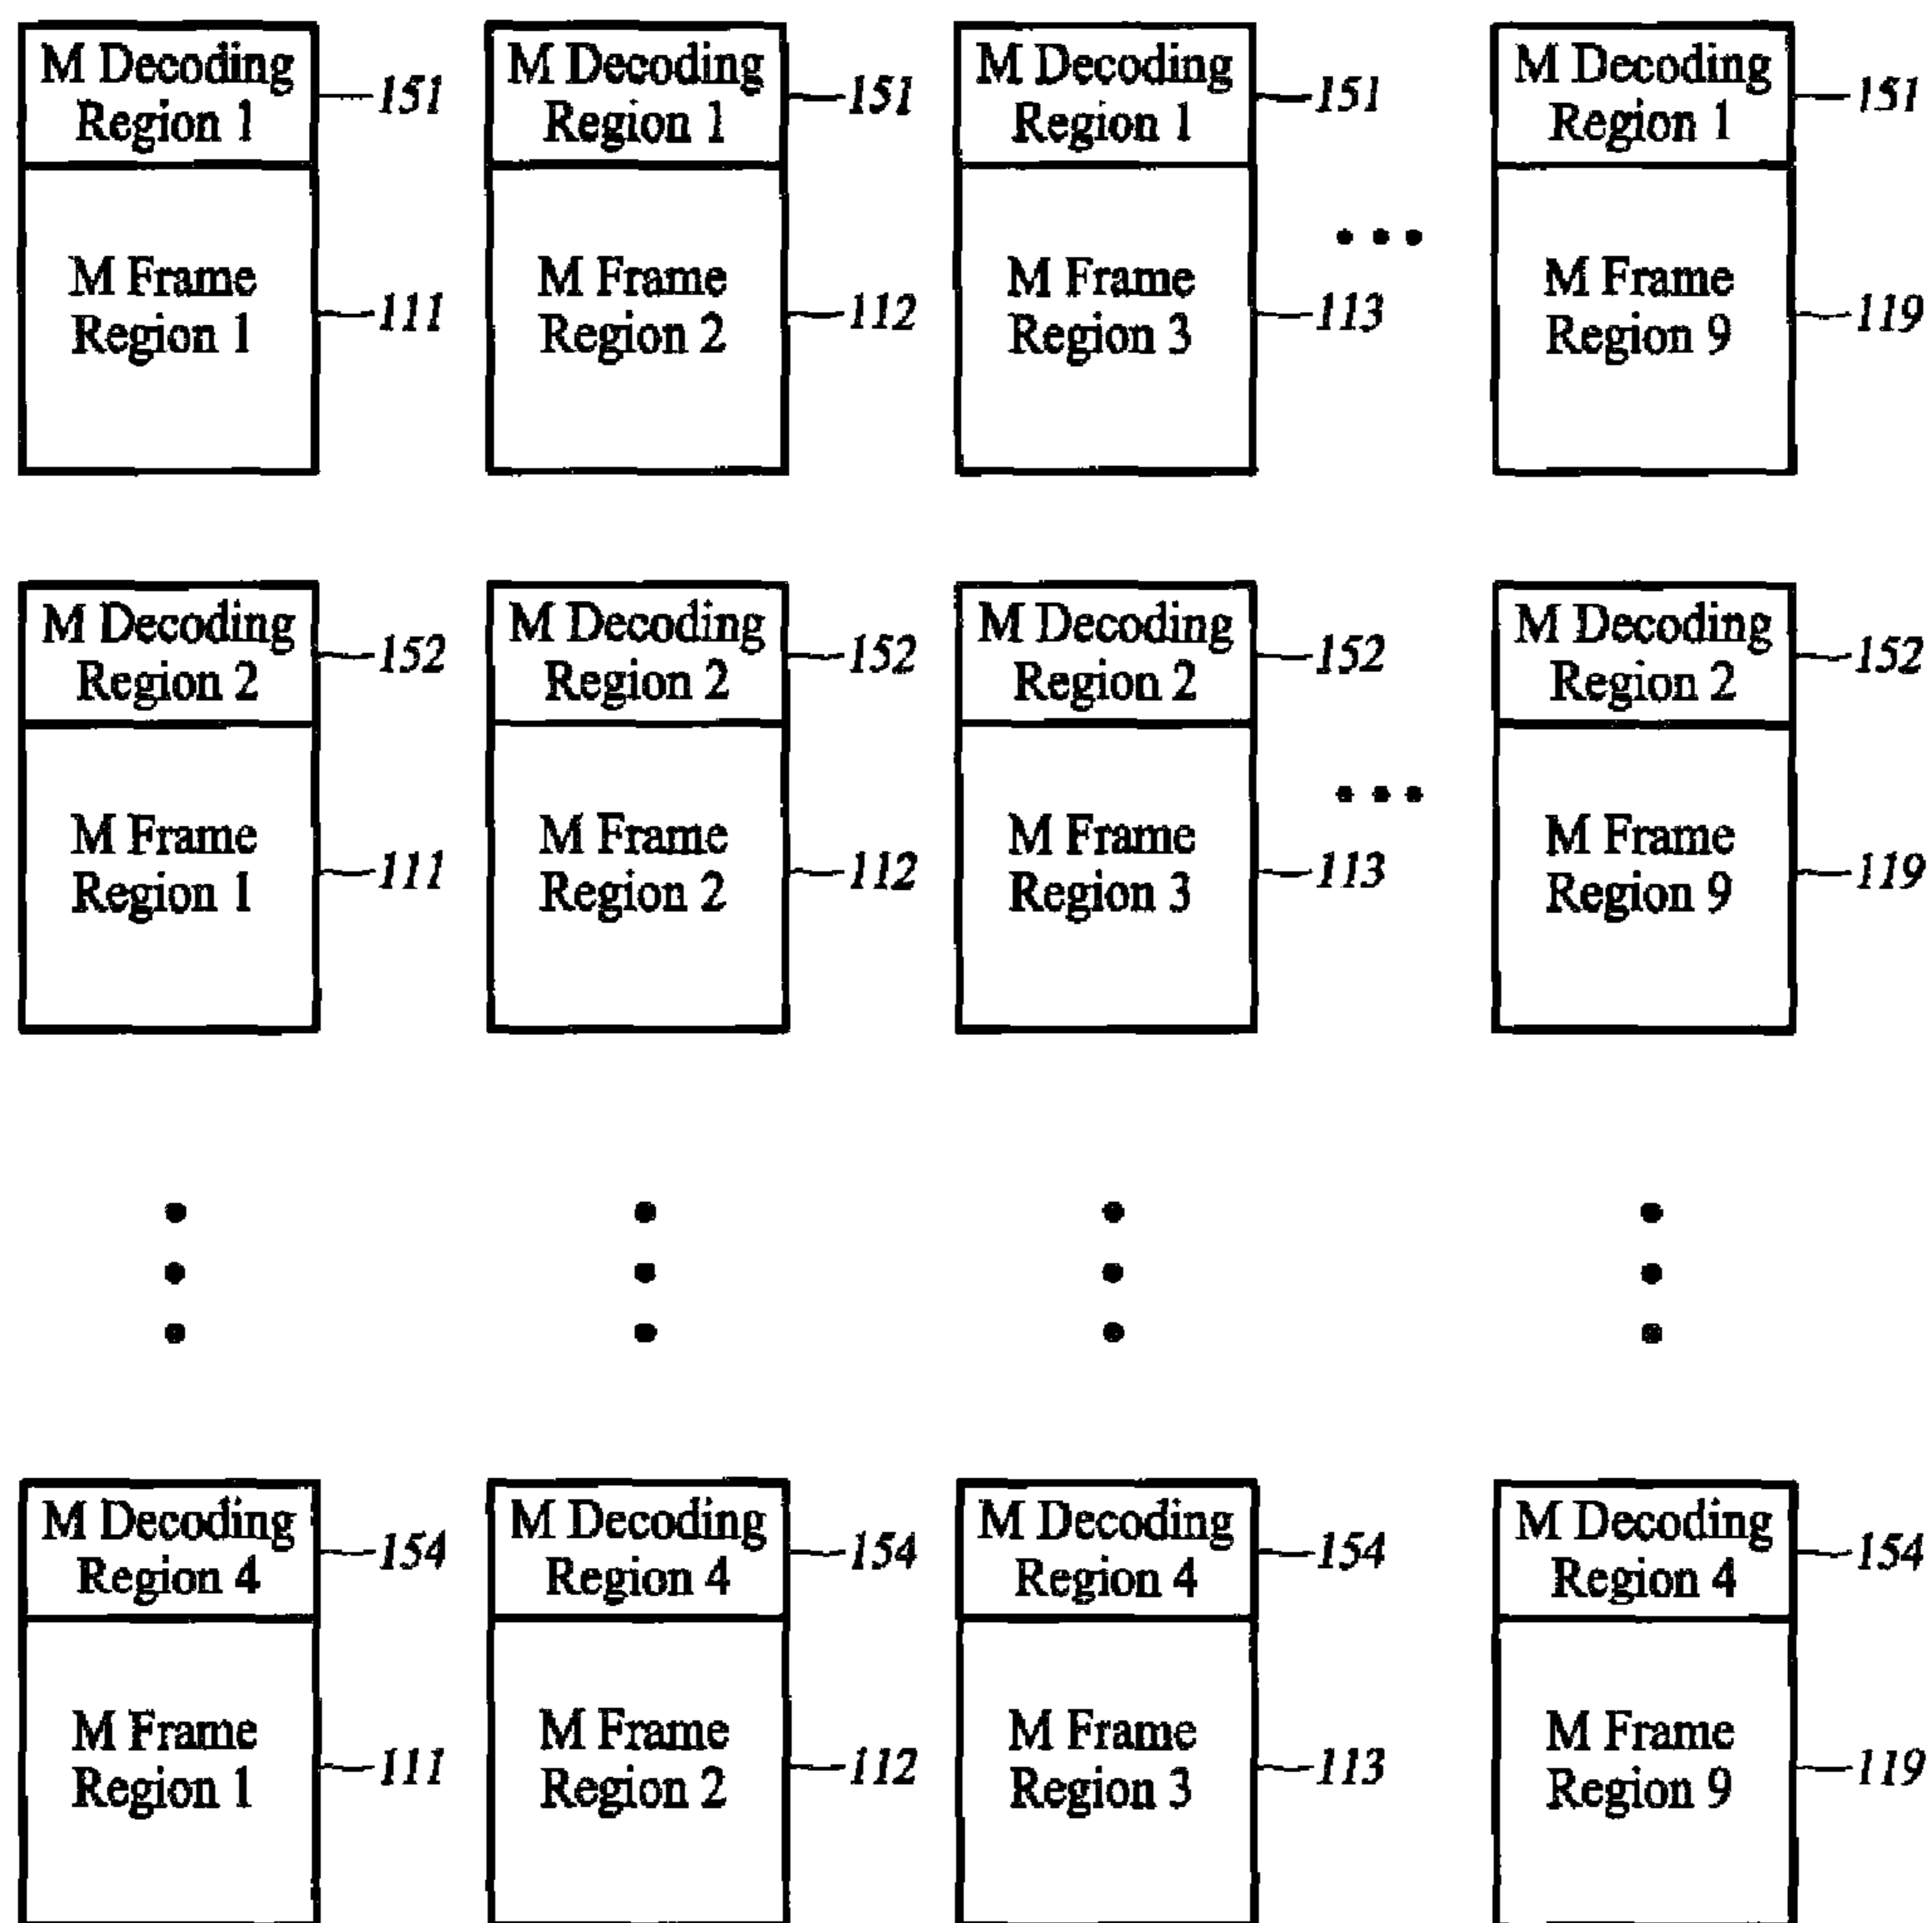 M Decoding
Region 1
151
M Decoding
Region 1
151
M Decoding
Region 1
151
M Decoding
Region 1
151
M Frame
Region 1
111
M Frame
Region 2
112
M Frame
Region 3
113
M Frame
Region 9
119
M Decoding
Region 2
152
M Decoding
Region 2
152
M Decoding
Region 2
152
M Decoding
Region 2
152
M Frame
Region 1
111
M Frame
Region 2
112
M Frame
Region 3
113
M Frame
Region 9
119
M Decoding
Region 4
154
M Decoding
Region 4
154
M Decoding
Region 4
154
M Decoding
Region 4
154
M Frame
Region 1
111
M Frame
Region 2
112
M Frame
Region 3
113
M Frame
Region 9
119